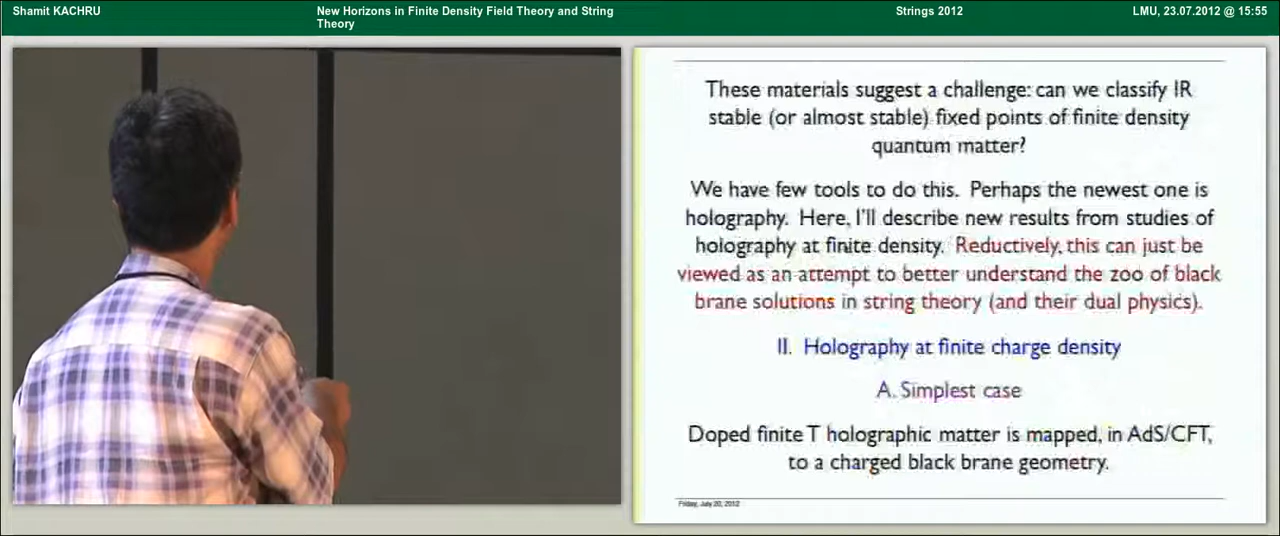 Shamit KACHRU
New Horizons in Finite Density Field Theory and String
Theory
Strings 2012
LMU, 23.07.2012 @ 15:55
These materials suggest a challenge: can we classify IR
stable (or almost stable) fixed points of finite density
quantum matter?
We have few tools to do this. Perhaps the newest one is
holography. Here, I'll describe new results from studies of
holography at finite density. Reductively, this can just be
viewed as an attempt to better understand the zoo of black
brane solutions in string theory (and their dual physics).
II. Holography at finite charge density
A. Simplest case
Doped finite T holographic matter is mapped, in AdS/CFT,
to a charged black brane geometry.
Friday, July 20, 2012